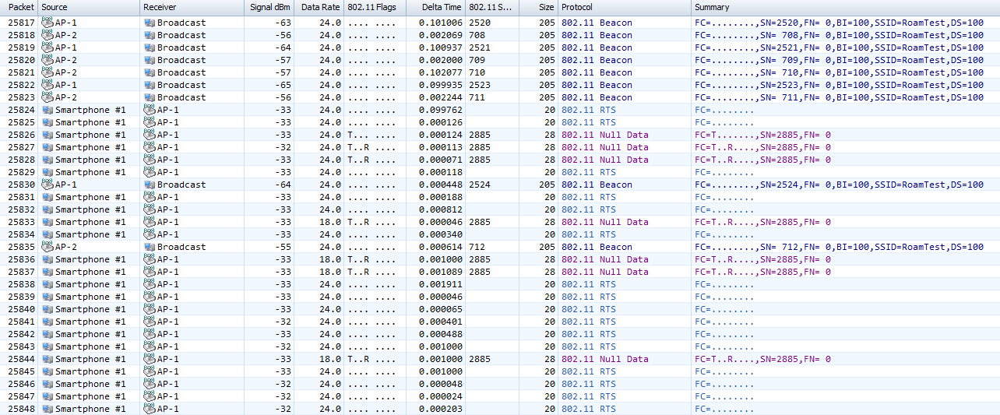 Packet Source Receiver Signal dBm Data Rate 802.11 Flags Delta Time 802.11 S... Size Protocol Summary
25817 AP-1 Broadcast -63 24.0 .... .... 0.101006 2520 205 802.11 Beacon FC=........,SN=2520,FN= 0,BI=100,SSID=RoamTest,DS=100
25818 AP-2 Broadcast -56 24.0 .... .... 0.002069 708 205 802.11 Beacon FC=........,SN= 708,FN= 0,BI=100,SSID=RoamTest,DS=100
25819 AP-1 Broadcast -64 24.0 .... .... 0.100937 2521 205 802.11 Beacon FC=........,SN=2521,FN= 0,BI=100,SSID=RoamTest,DS=100
25820 AP-2 Broadcast -57 24.0 .... .... 0.002000 709 205 802.11 Beacon FC=........,SN= 709,FN= 0,BI=100,SSID=RoamTest,DS=100
25821 AP-2 Broadcast -57 24.0 .... .... 0.102077 710 205 802.11 Beacon FC=........,SN= 710,FN= 0,BI=100,SSID=RoamTest,DS=100
25822 AP-1 Broadcast -65 24.0 .... .... 0.099935 2523 205 802.11 Beacon FC=........,SN=2523,FN= 0,BI=100,SSID=RoamTest,DS=100
25823 AP-2 Broadcast -56 24.0 .... .... 0.002244 711 205 802.11 Beacon FC=........,SN= 711,FN= 0,BI=100,SSID=RoamTest,DS=100
25824 Smartphone #1 AP-1 -33 24.0 .... .... 0.099762 20 802.11 RTS FC=........
25825 Smartphone #1 AP-1 -33 24.0 .... .... 0.000126 20 802.11 RTS FC=........
25826 Smartphone #1 AP-1 -33 24.0 T... .... 0.000124 2885 28 802.11 Null Data FC=T.......,SN=2885,FN= 0
25827 Smartphone #1 AP-1 -32 24.0 T..R .... 0.000113 2885 28 802.11 Null Data FC=T..R....,SN=2885,FN= 0
25828 Smartphone #1 AP-1 -33 24.0 T..R .... 0.000071 2885 28 802.11 Null Data FC=T..R....,SN=2885,FN= 0
25829 Smartphone #1 AP-1 -33 24.0 .... .... 0.000118 20 802.11 RTS FC=........
25830 AP-1 Broadcast -64 24.0 .... .... 0.000448 2524 205 802.11 Beacon FC=........,SN=2524,FN= 0,BI=100,SSID=RoamTest,DS=100
25831 Smartphone #1 AP-1 -33 24.0 .... .... 0.000188 20 802.11 RTS FC=........
25832 Smartphone #1 AP-1 -33 24.0 .... .... 0.000812 20 802.11 RTS FC=........
25833 Smartphone #1 AP-1 -33 18.0 T..R .... 0.000046 2885 28 802.11 Null Data FC=T..R....,SN=2885,FN= 0
25834 Smartphone #1 AP-1 -33 24.0 .... .... 0.000340 20 802.11 RTS FC=........
25835 AP-2 Broadcast -55 24.0 .... .... 0.000614 712 205 802.11 Beacon FC=........,SN= 712,FN= 0,BI=100,SSID=RoamTest,DS=100
25836 Smartphone #1 AP-1 -33 18.0 T..R .... 0.001000 2885 28 802.11 Null Data FC=T..R....,SN=2885,FN= 0
25837 Smartphone #1 AP-1 -33 18.0 T..R .... 0.001089 2885 28 802.11 Null Data FC=T..R....,SN=2885,FN= 0
25838 Smartphone #1 AP-1 -33 24.0 .... .... 0.001911 20 802.11 RTS FC=........
25839 Smartphone #1 AP-1 -33 24.0 .... .... 0.000046 20 802.11 RTS FC=........
25840 Smartphone #1 AP-1 -33 24.0 .... .... 0.000065 20 802.11 RTS FC=........
25841 Smartphone #1 AP-1 -32 24.0 .... .... 0.000401 20 802.11 RTS FC=........
25842 Smartphone #1 AP-1 -33 24.0 .... .... 0.000488 20 802.11 RTS FC=........
25843 Smartphone #1 AP-1 -32 24.0 .... .... 0.001000 20 802.11 RTS FC=........
25844 Smartphone #1 AP-1 -33 18.0 T..R .... 0.001000 2885 28 802.11 Null Data FC=T..R....,SN=2885,FN= 0
25845 Smartphone #1 AP-1 -33 24.0 .... .... 0.001000 20 802.11 RTS FC=........
25846 Smartphone #1 AP-1 -32 24.0 .... .... 0.000048 20 802.11 RTS FC=........
25847 Smartphone #1 AP-1 -32 24.0 .... .... 0.000024 20 802.11 RTS FC=........
25848 Smartphone #1 AP-1 -32 24.0 .... .... 0.000203 20 802.11 RTS FC=........